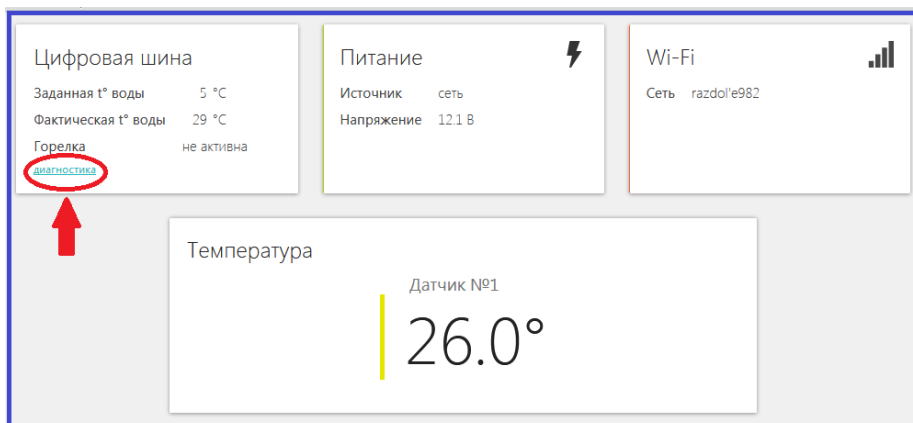 Цифровая шина
Заданная t° воды 5 °C
Фактическая t° воды 29 °C
Горелка не активна
диагностика
Питание
Источник сеть
Напряжение 12.1 В
Wi-Fi
Сеть razdol'e982
Температура
Датчик №1
26.0°